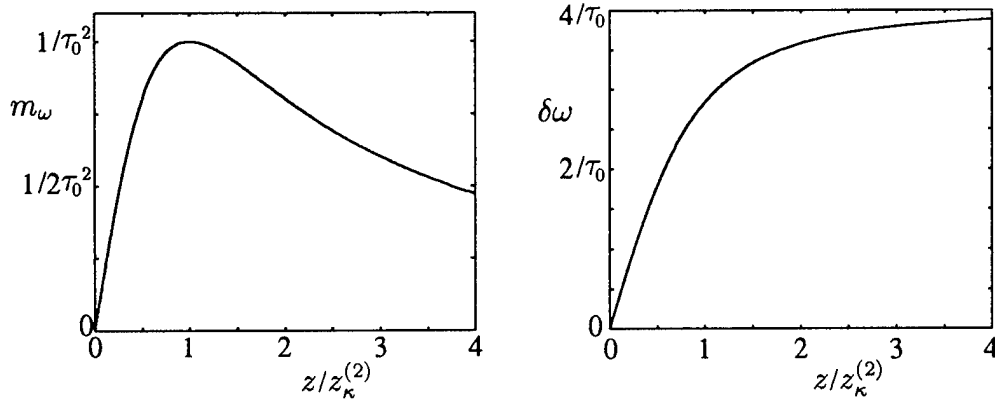 1/τ₀²
m_ω
1/2τ₀²
0
0 1 2 3 4
z/z_κ^(2)
4/τ₀
δω
2/τ₀
0
0 1 2 3 4
z/z_κ^(2)